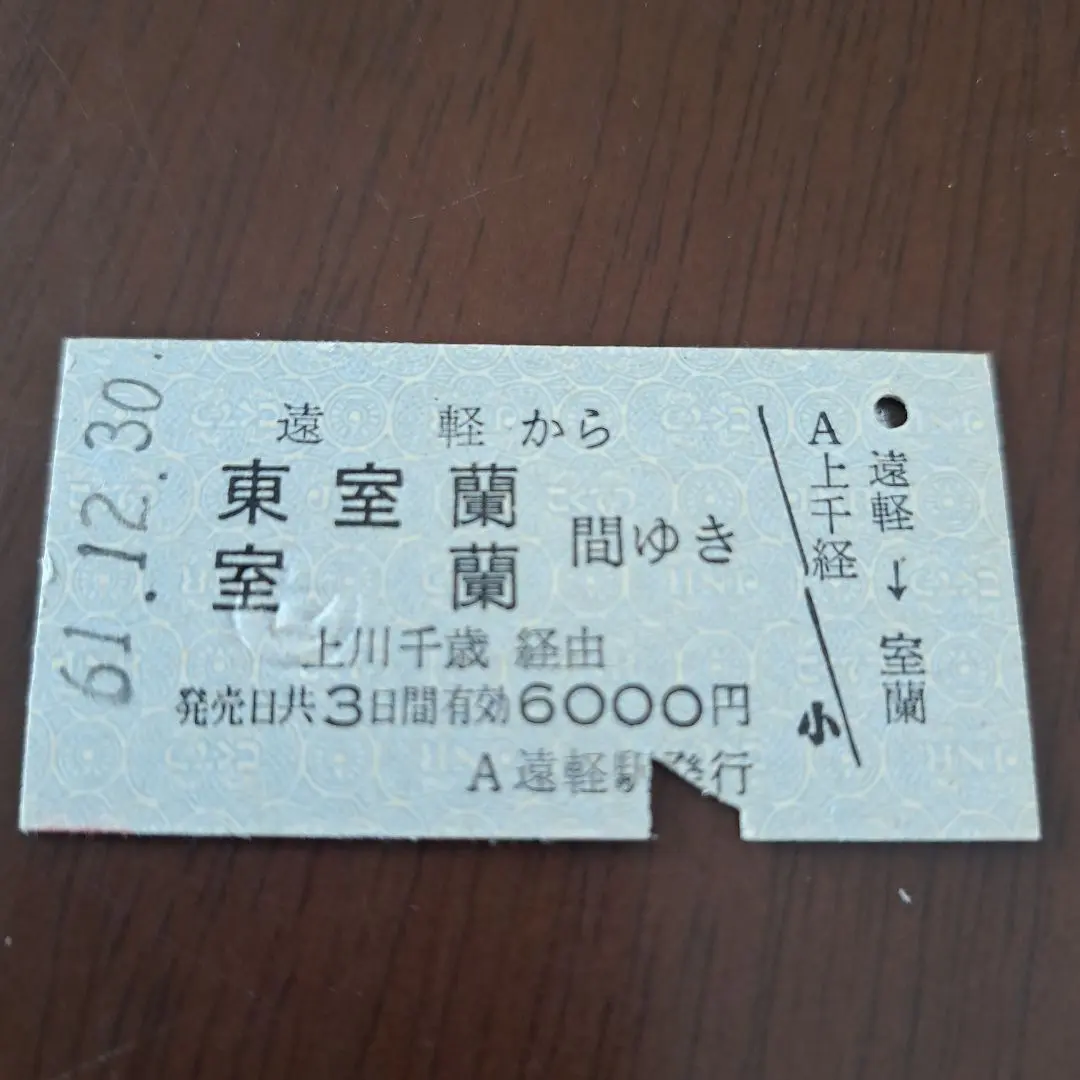 61.12.30.
遠軽から
東室蘭
室蘭
間ゆき
上川千歳 経由
発売日共3日間有効6000円
A遠軽駅発行
A上千経
小
遠軽→室蘭